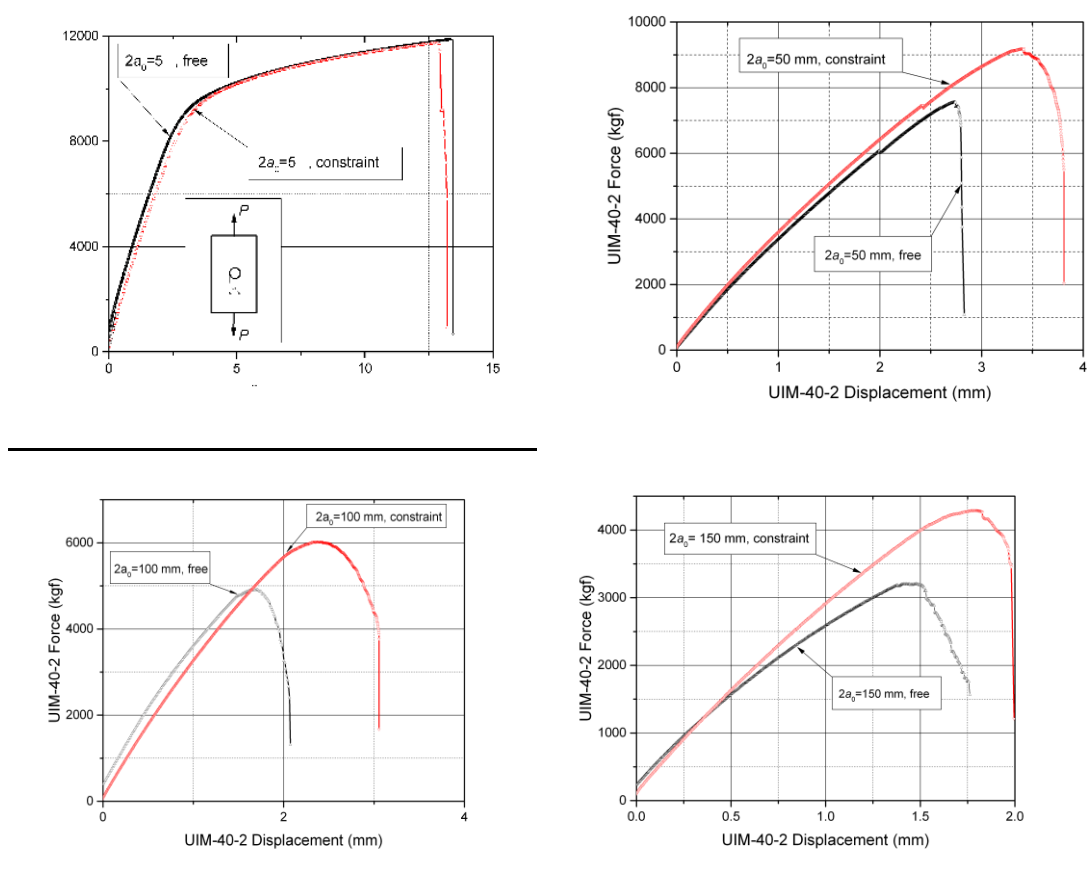 12000
8000
4000
0
0
5
10
15
2a₀=5 , free
2a₀=5 , constraint
P
P
10000
8000
6000
4000
2000
0
0
1
2
3
4
UIM-40-2 Force (kgf)
UIM-40-2 Displacement (mm)
2a₀=50 mm, constraint
2a₀=50 mm, free
6000
4000
2000
0
0
2
4
UIM-40-2 Force (kgf)
UIM-40-2 Displacement (mm)
2a₀=100 mm, constraint
2a₀=100 mm, free
4000
3000
2000
1000
0
0.0
0.5
1.0
1.5
2.0
UIM-40-2 Force (kgf)
UIM-40-2 Displacement (mm)
2a₀= 150 mm, constraint
2a₀=150 mm, free